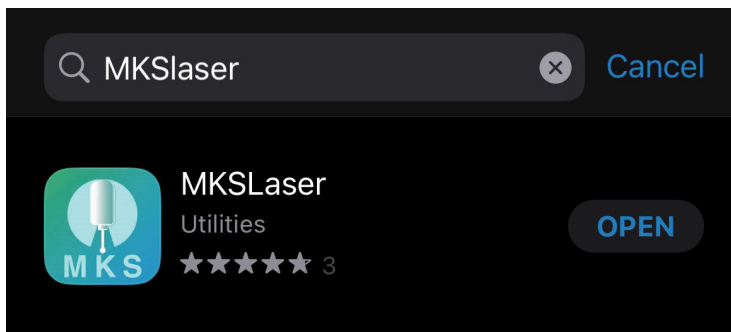 MKSlaser
Cancel
MKSLaser
Utilities
OPEN
3
MKS